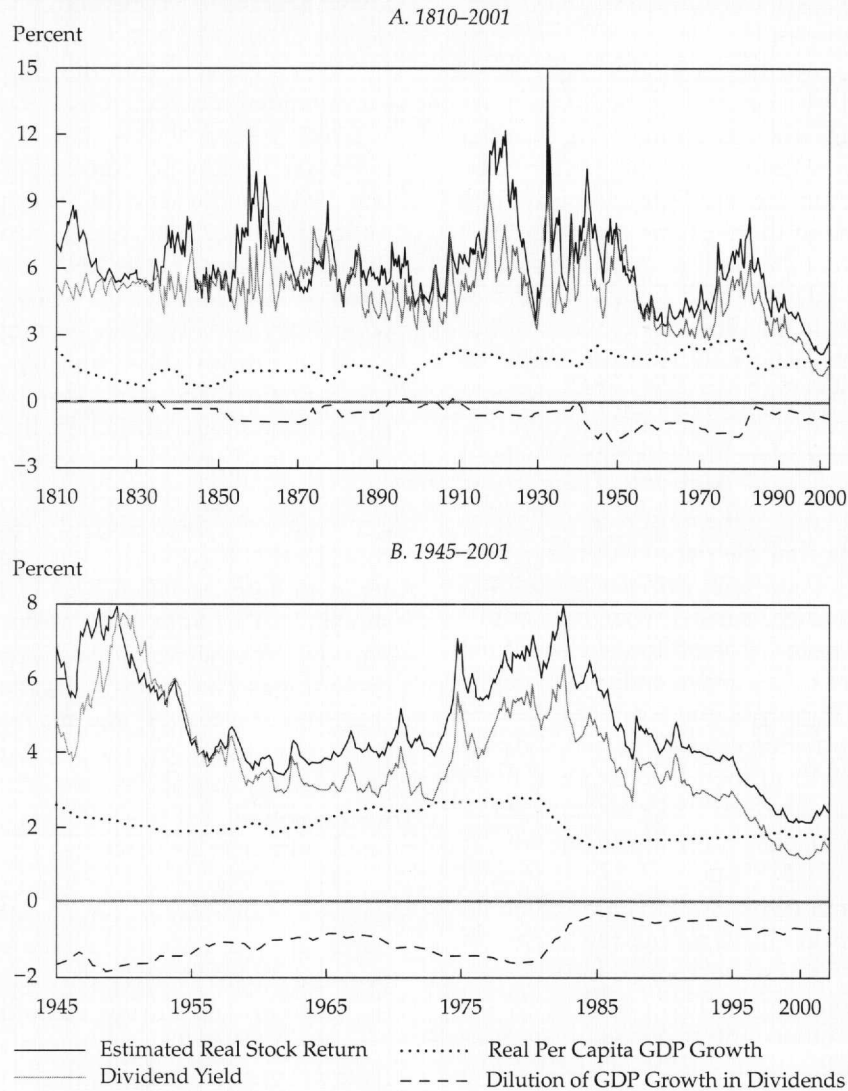 A. 1810–2001
Percent
15
12
9
6
3
0
−3
1810 1830 1850 1870 1890 1910 1930 1950 1970 1990 2000
B. 1945–2001
Percent
8
6
4
2
0
−2
1945 1955 1965 1975 1985 1995 2000
Estimated Real Stock Return Real Per Capita GDP Growth
Dividend Yield Dilution of GDP Growth in Dividends